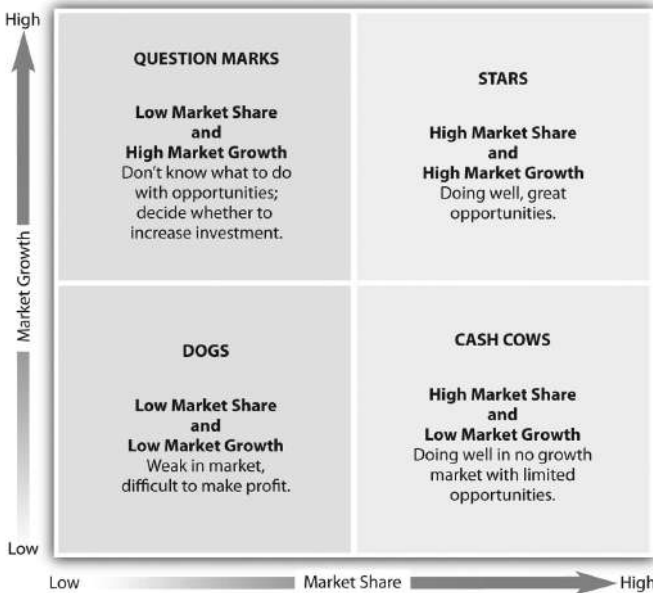 High
QUESTION MARKS
Low Market Share
and
High Market Growth
Don't know what to do
with opportunities;
decide whether to
increase investment.
STARS
High Market Share
and
High Market Growth
Doing well, great
opportunities.
Market Growth
DOGS
Low Market Share
and
Low Market Growth
Weak in market,
difficult to make profit.
CASH COWS
High Market Share
and
Low Market Growth
Doing well in no growth
market with limited
opportunities.
Low
Low
Market Share
High